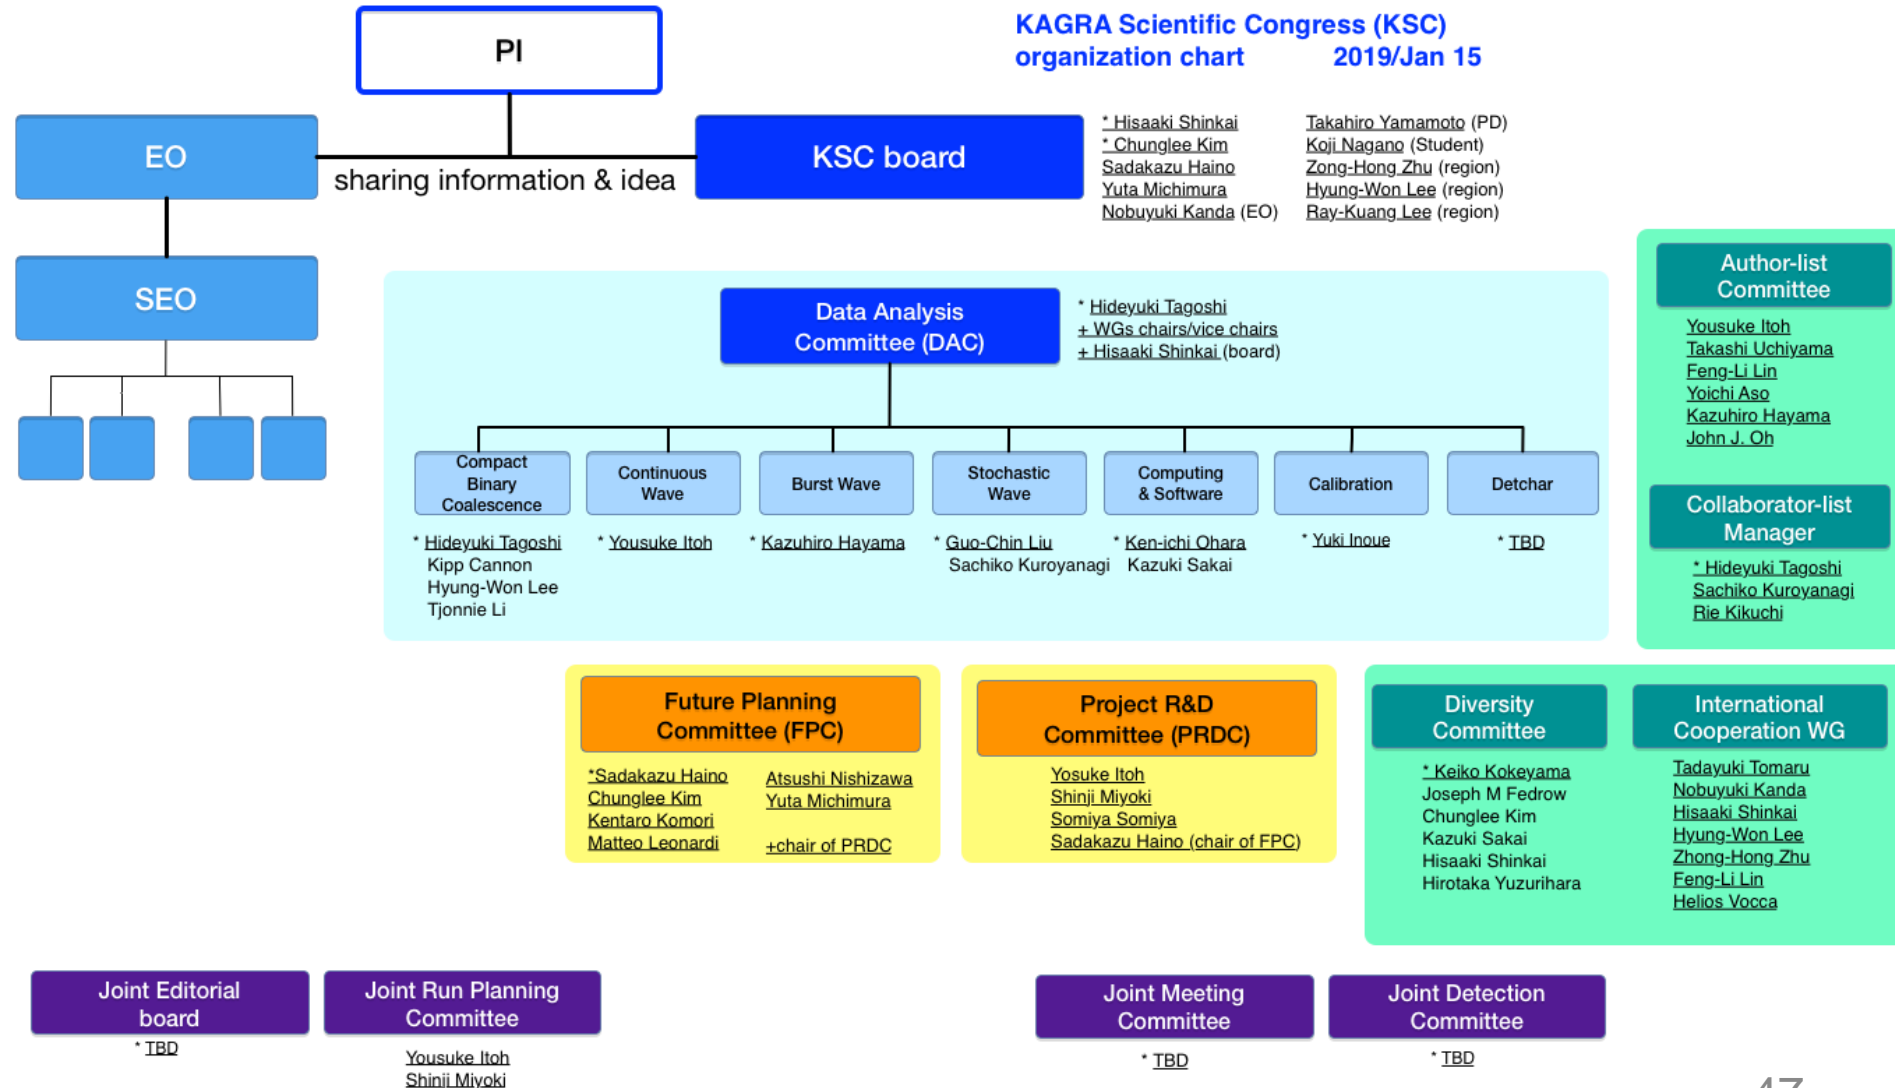 PI
KAGRA Scientific Congress (KSC)
organization chart 2019/Jan 15
EO
sharing information & idea
KSC board
* Hisaaki Shinkai
* Chunglee Kim
Sadakazu Haino
Yuta Michimura
Nobuyuki Kanda (EO)
Takahiro Yamamoto (PD)
Koji Nagano (Student)
Zong-Hong Zhu (region)
Hyung-Won Lee (region)
Ray-Kuang Lee (region)
SEO
Data Analysis
Committee (DAC)
* Hideyuki Tagoshi
+ WGs chairs/vice chairs
+ Hisaaki Shinkai (board)
Compact
Binary
Coalescence
* Hideyuki Tagoshi
Kipp Cannon
Hyung-Won Lee
Tjonnie Li
Continuous
Wave
* Yousuke Itoh
Burst Wave
* Kazuhiro Hayama
Stochastic
Wave
* Guo-Chin Liu
Sachiko Kuroyanagi
Computing
& Software
* Ken-ichi Ohara
Kazuki Sakai
Calibration
* Yuki Inoue
Detchar
* TBD
Author-list
Committee
Yousuke Itoh
Takashi Uchiyama
Feng-Li Lin
Yoichi Aso
Kazuhiro Hayama
John J. Oh
Collaborator-list
Manager
* Hideyuki Tagoshi
Sachiko Kuroyanagi
Rie Kikuchi
Future Planning
Committee (FPC)
*Sadakazu Haino
Chunglee Kim
Kentaro Komori
Matteo Leonardi
Atsushi Nishizawa
Yuta Michimura
+chair of PRDC
Project R&D
Committee (PRDC)
Yosuke Itoh
Shinji Miyoki
Somiya Somiya
Sadakazu Haino (chair of FPC)
Diversity
Committee
* Keiko Kokeyama
Joseph M Fedrow
Chunglee Kim
Kazuki Sakai
Hisaaki Shinkai
Hirotaka Yuzurihara
International
Cooperation WG
Tadayuki Tomaru
Nobuyuki Kanda
Hisaaki Shinkai
Hyung-Won Lee
Zhong-Hong Zhu
Feng-Li Lin
Helios Vocca
Joint Editorial
board
* TBD
Joint Run Planning
Committee
Yousuke Itoh
Shinji Miyoki
Joint Meeting
Committee
* TBD
Joint Detection
Committee
* TBD
47